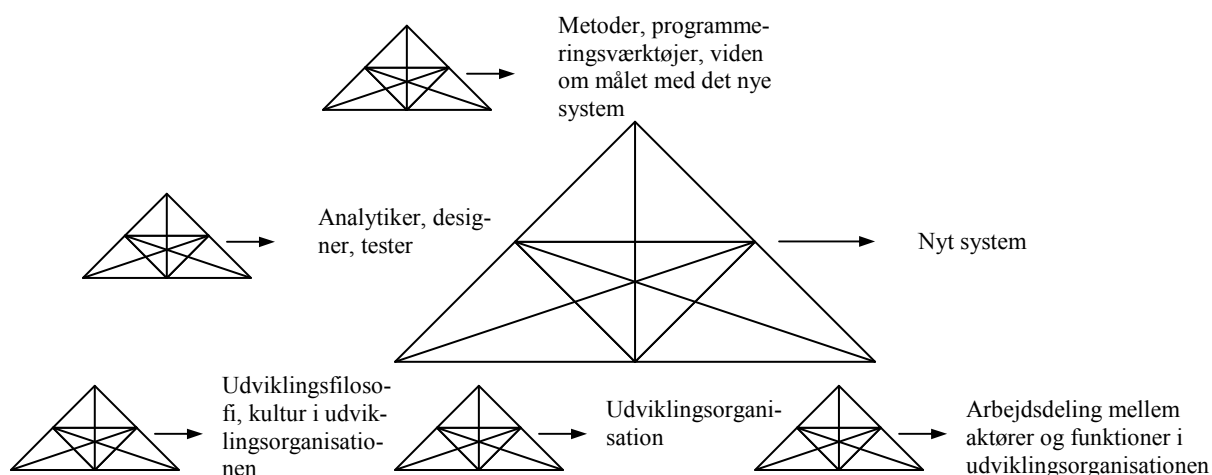 Metoder, programme-
ringsværktøjer, viden
om målet med det nye
system
Analytiker, desig-
ner, tester
Nyt system
Udviklingsfiloso-
fi, kultur i udvik-
lingsorganisatio-
nen
Udviklingsorgani-
sation
Arbejdsdeling mellem
aktører og funktioner i
udviklingsorganisationen